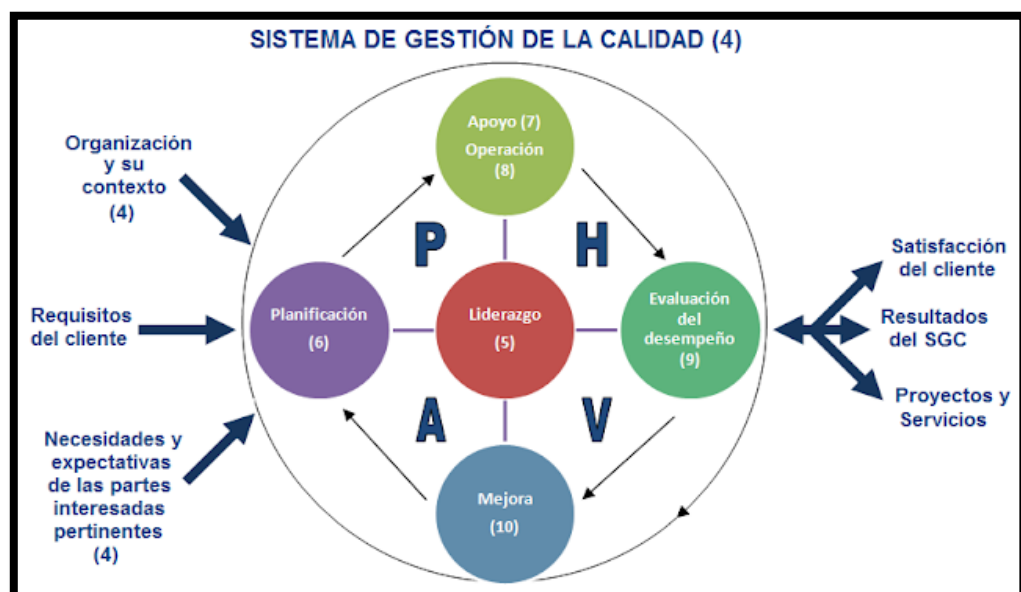 SISTEMA DE GESTIÓN DE LA CALIDAD (4)
Organización
y su
contexto
(4)
Requisitos
del cliente
Necesidades y
expectativas
de las partes
interesadas
pertinentes
(4)
Apoyo (7)
Operación
(8)
P
H
Planificación
(6)
Liderazgo
(5)
Evaluación
del
desempeño
(9)
A
V
Mejora
(10)
Satisfacción
del cliente
Resultados
del SGC
Proyectos y
Servicios